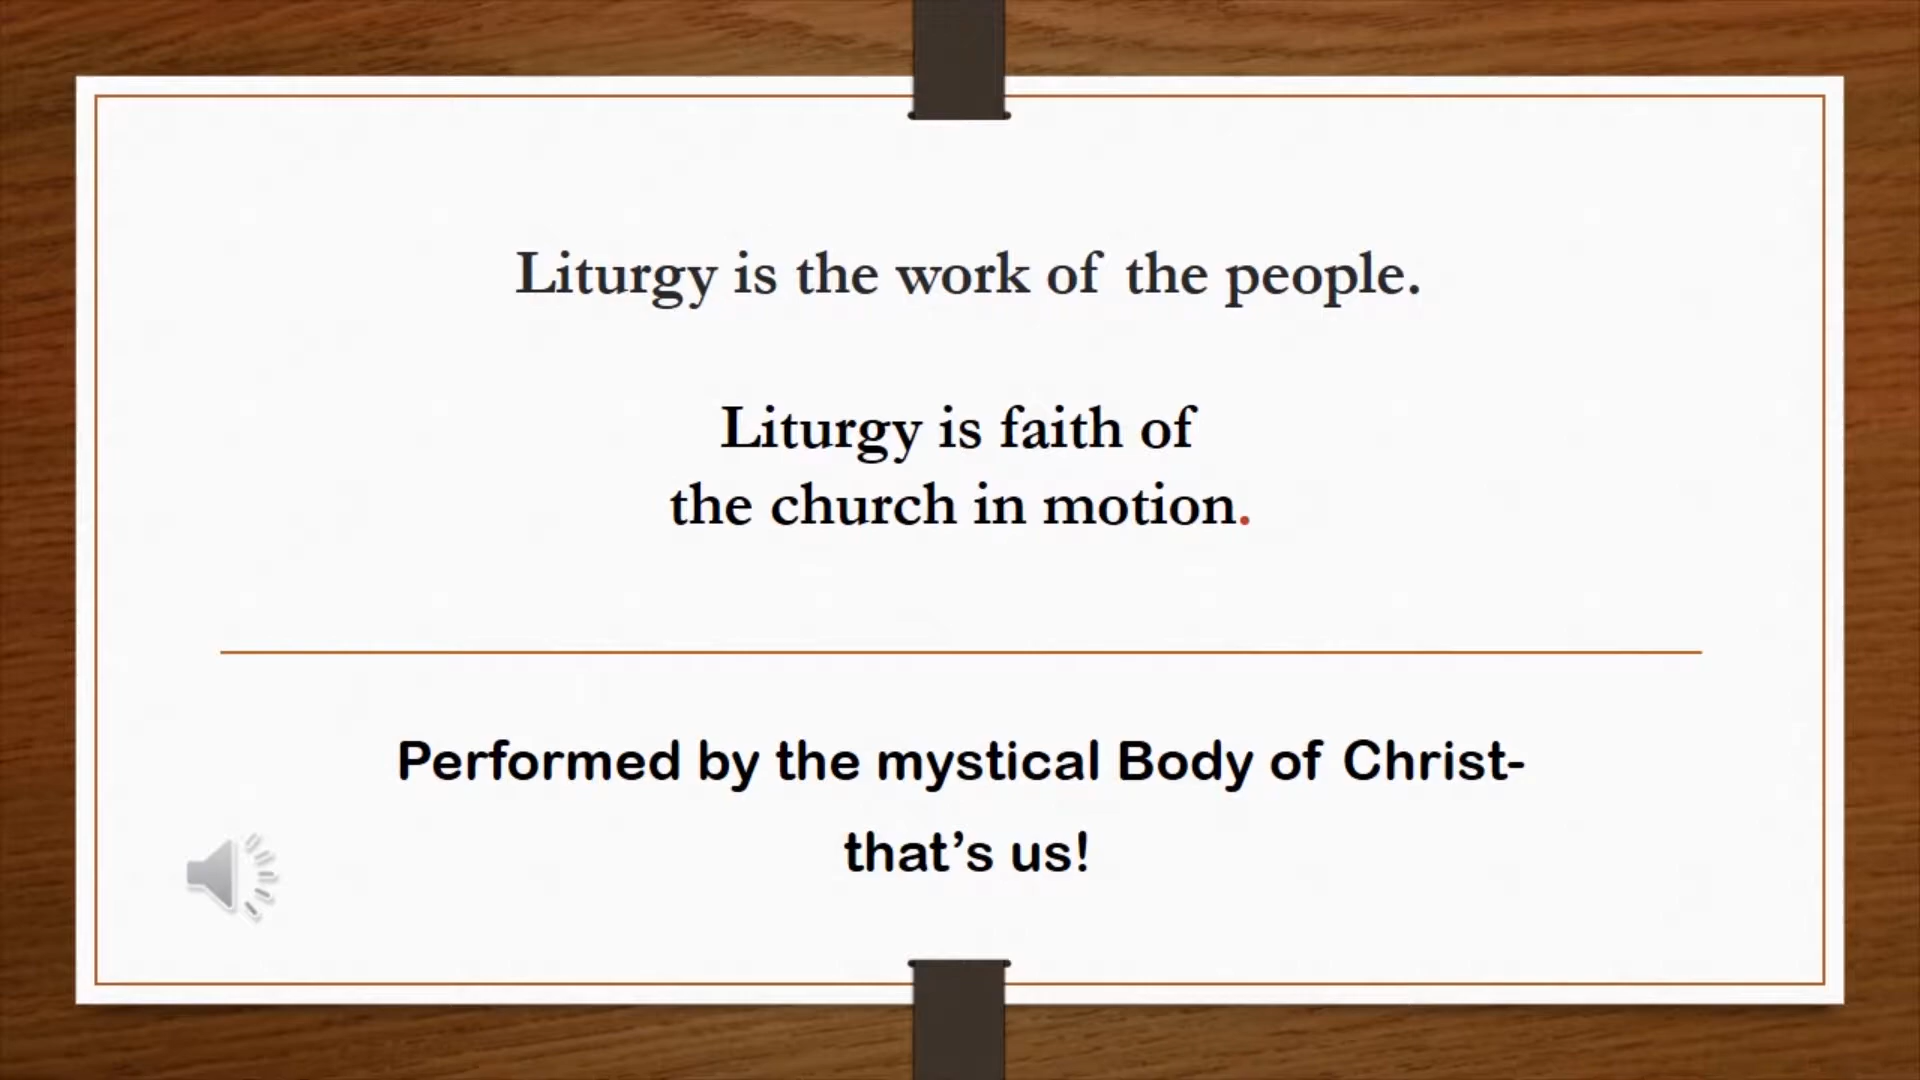 Liturgy is the work of the people.
Liturgy is faith of
the church in motion.
Performed by the mystical Body of Christ-
that’s us!